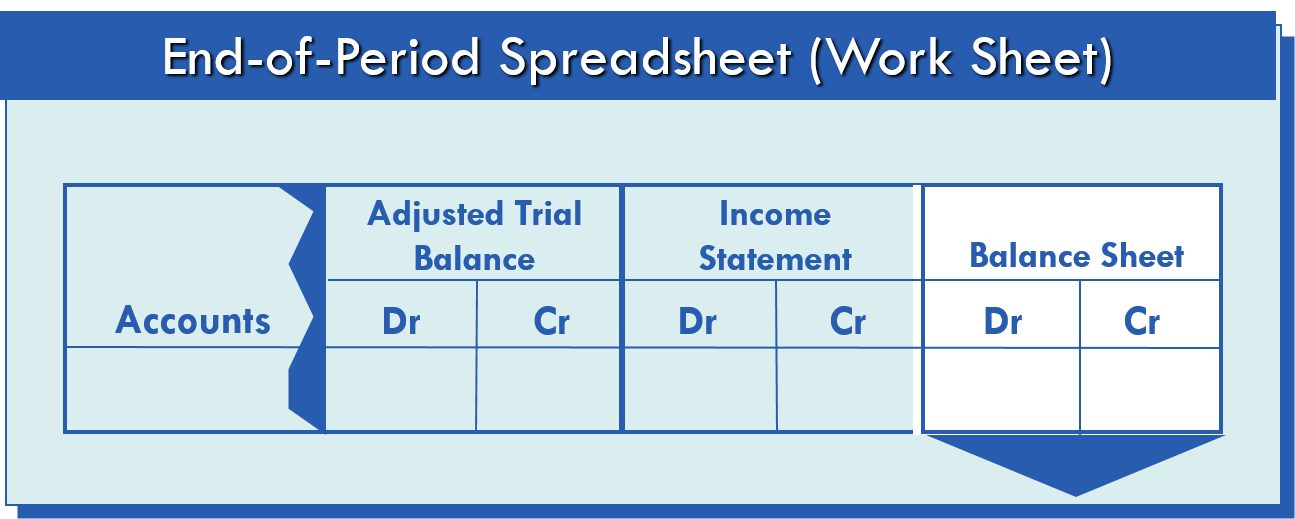 End-of-Period Spreadsheet (Work Sheet)
Adjusted Trial
Balance
Income
Statement
Balance Sheet
Accounts
Dr
Cr
Dr
Cr
Dr
Cr